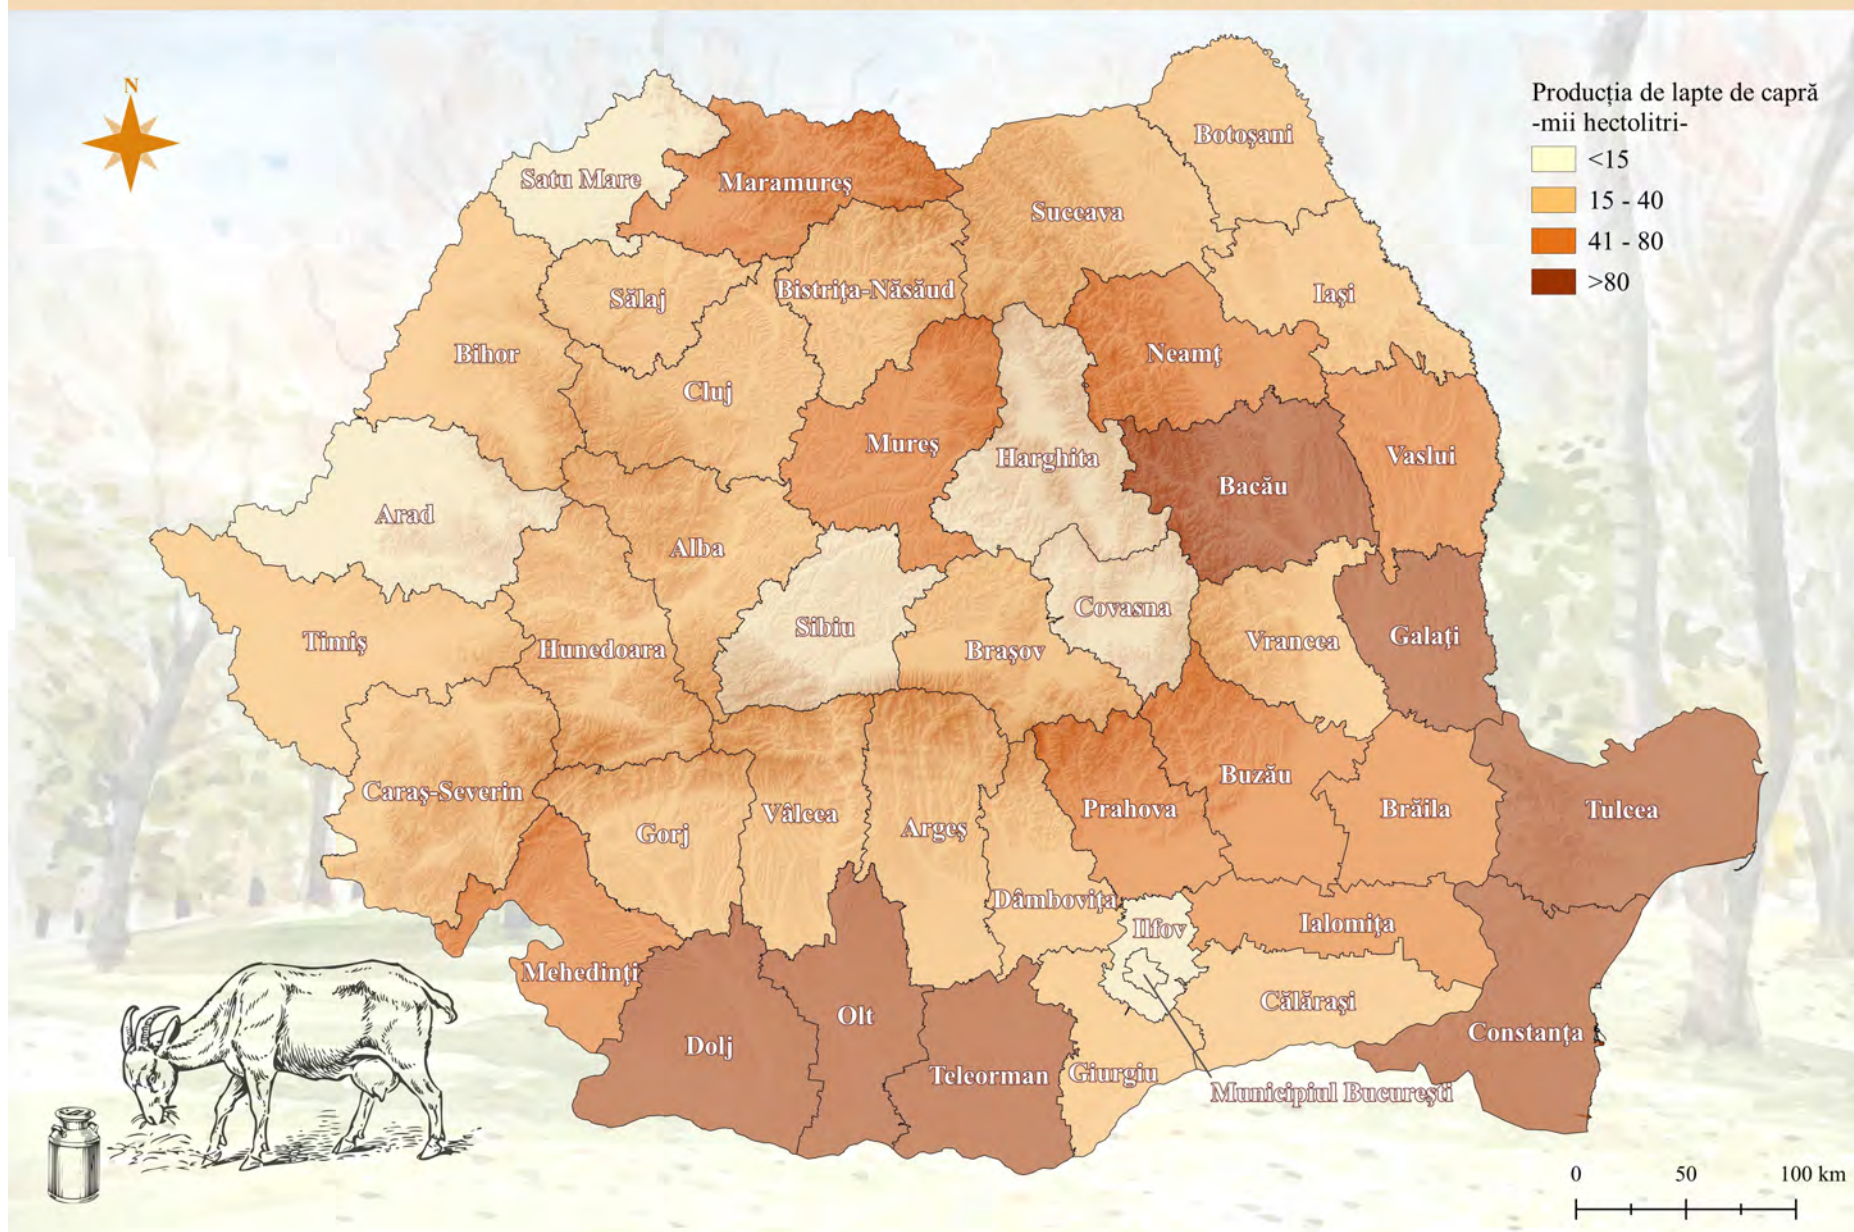 N
Producția de lapte de capră
-mii hectolitri-
<15
15 - 40
41 - 80
>80
Botoșani
Satu Mare
Maramureș
Suceava
Sălaj
Bistrița-Năsăud
Iași
Bihor
Cluj
Neamț
Mureș
Harghita
Vaslui
Bacău
Arad
Alba
Covasna
Sibiu
Timiș
Hunedoara
Brașov
Vrancea
Galați
Caraș-Severin
Buzău
Prahova
Brăila
Tulcea
Gorj
Vâlcea
Argeș
Dâmbovița
Ilfov
Ialomița
Mehedinți
Călărași
Olt
Constanța
Dolj
Teleorman
Giurgiu
Municipiul București
0 50 100 km